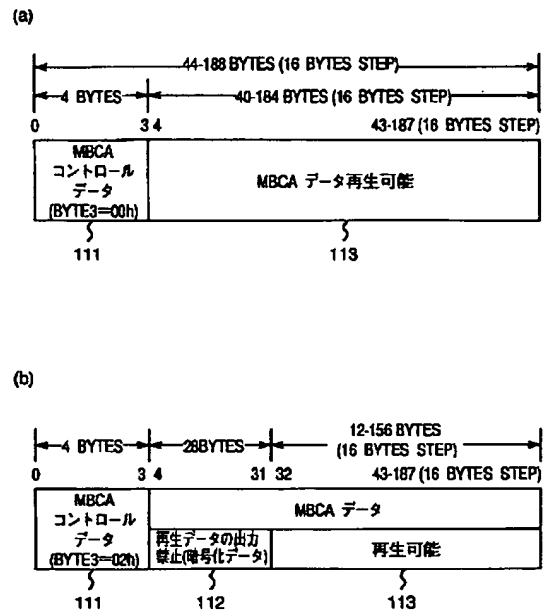 (a)
44-188 BYTES (16 BYTES STEP)
4 BYTES
40-184 BYTES (16 BYTES STEP)
0
3 4
43-187 (16 BYTES STEP)
MBCA
コントロール
データ
(BYTE3=00h)
MBCA データ再生可能
111
113
(b)
12-156 BYTES
(16 BYTES STEP)
4 BYTES
28BYTES
0
3 4
31 32
43-187 (16 BYTES STEP)
MBCA
コントロール
データ
(BYTE3=02h)
MBCA データ
再生データの出力
禁止(暗号化データ)
再生可能
111
112
113